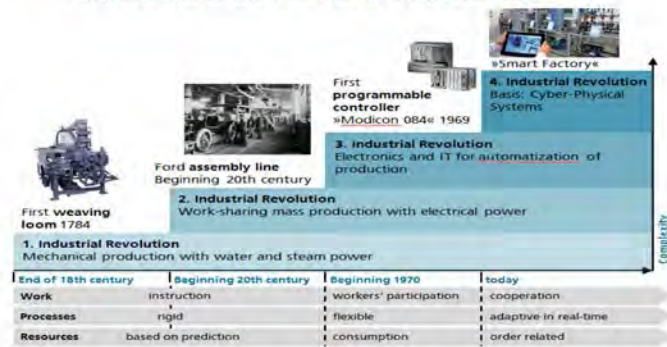 »Smart Factory«
First
programmable
controller
»Modicon 084« 1969
4. Industrial Revolution
Basis: Cyber-Physical
Systems
Ford assembly line
Beginning 20th century
3. Industrial Revolution
Electronics and IT for automatization of
production
First weaving
loom 1784
2. Industrial Revolution
Work-sharing mass production with electrical power
1. Industrial Revolution
Mechanical production with water and steam power
Complexity
End of 18th century Beginning 20th century Beginning 1970 today
Work instruction workers' participation cooperation
Processes rigid flexible adaptive in real-time
Resources based on prediction consumption order related